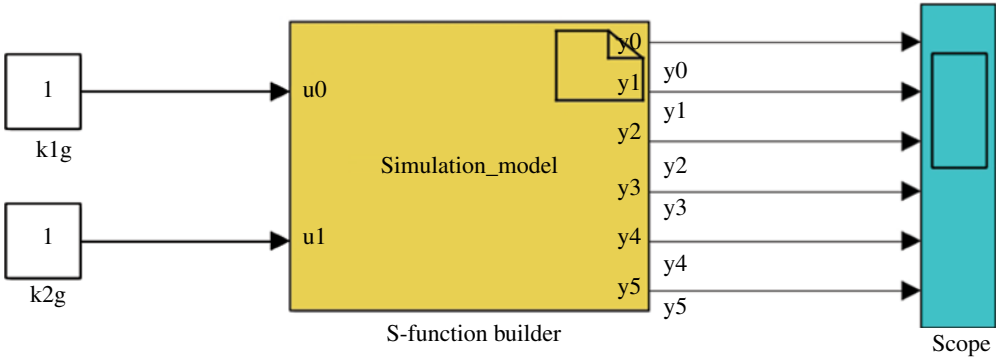 1
k1g
1
k2g
u0
u1
Simulation_model
y0
y1
y2
y3
y4
y5
S-function builder
y0
y1
y2
y3
y4
y5
Scope